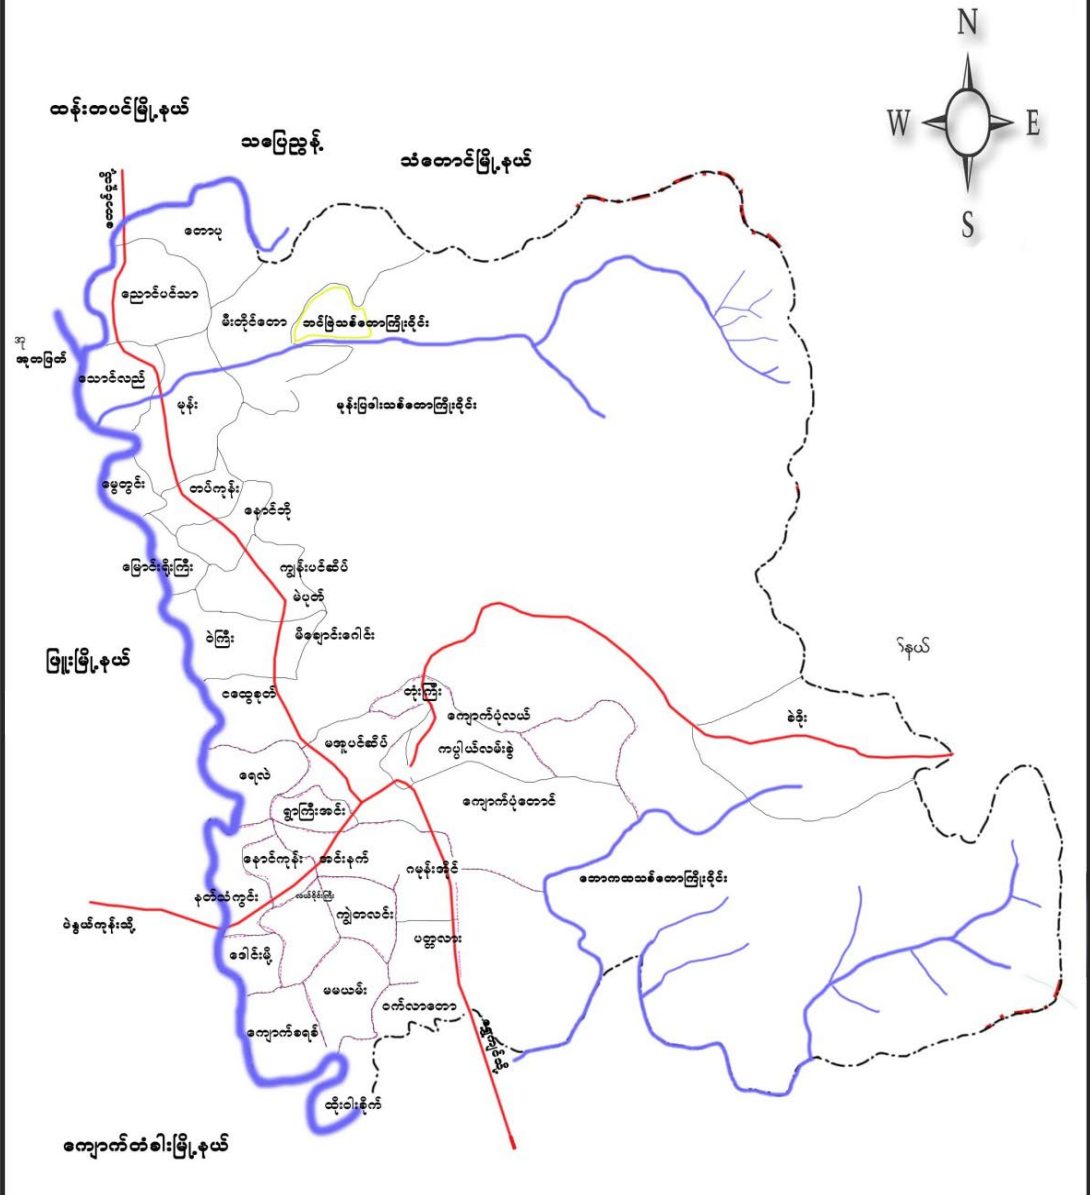 N
ထန်းတပင်မြို့နယ်
W
E
သပြေညွန့်
သံတောင်မြို့နယ်
S
တောပု
ညောင်ပင်သာ
မီးတိုင်တော
ဘင်ဗြဲသစ်တောကြိုးဝိုင်း
အု
အုတဖြတ်
သောင်လည်
မုန်း
မုန်းပြဒါးသစ်တောကြိုးဝိုင်း
မွေတွင်း
တပ်ကုန်း
နောင်ဘို
မြောင်းရိုးကြီး
ကျွန်းပင်ဆိပ်
မဲပုတ်
ဝဲကြီး
မိချောင်းခေါင်း
ဖြူးမြို့နယ်
်နယ်
ငထွေစုတ်
တုံးကြီး
ကျောက်ပုံလယ်
ခဲဒိုး
မအူပင်ဆိပ်
ကပ္ပါယ်လမ်းစွဲ
ရေလဲ
ရွာကြီးအင်း
ကျောက်ပုံတောင်
နောင်ကုန်း
အင်းနက်
ဂမုန်းအိုင်
ဘောကထသစ်တောကြိုးဝိုင်း
နတ်သံကွင်း
ကျွဲတလင်း
ပဲနွယ်ကုန်းသို့
ဒေါင်းမို့
ပတ္တလား
မမယမ်း
ဝက်လာတော
ကျောက်စရစ်
ထိုးဝါးစိုက်
ကျောက်တံခါးမြို့နယ်